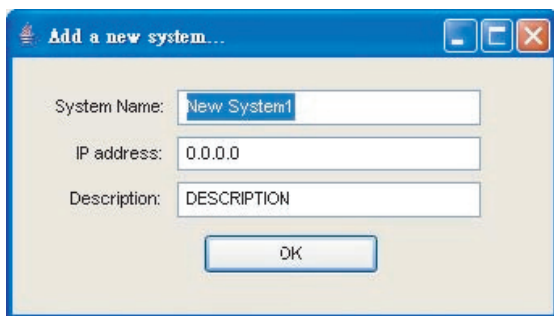 Add a new system...
System Name: New System1
IP address: 0.0.0.0
Description: DESCRIPTION
OK